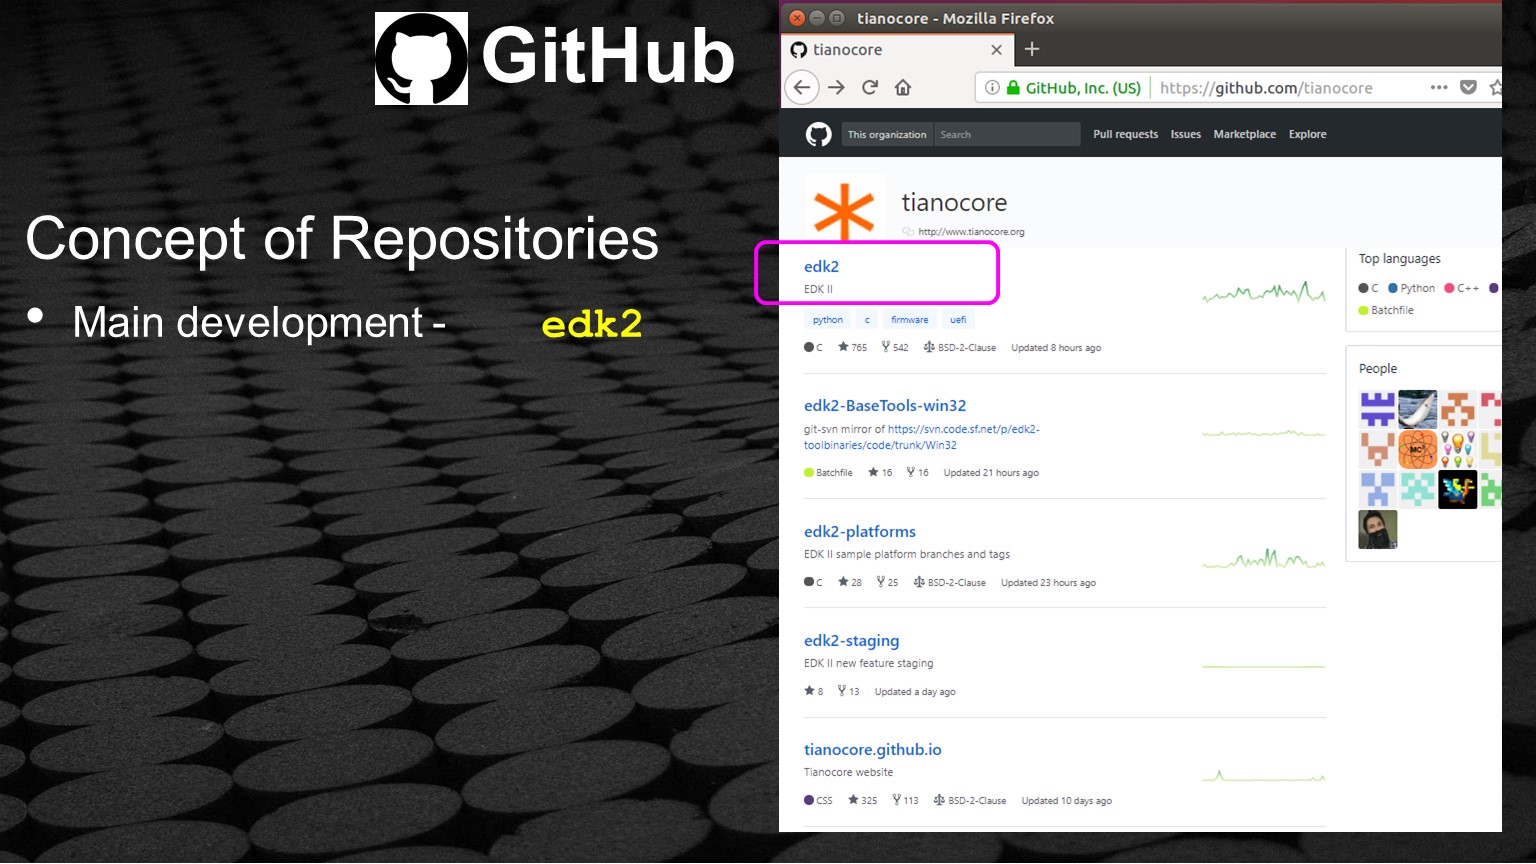 GitHub
Concept of Repositories
• Main development - edk2
tianocore - Mozilla Firefox
tianocore
GitHub, Inc. (US) https://github.com/tianocore
This organization Search Pull requests Issues Marketplace Explore
tianocore
http://www.tianocore.org
edk2
EDK II
python c firmware uefi
C 765 542 BSD-2-Clause Updated 8 hours ago
edk2-BaseTools-win32
git-svn mirror of https://svn.code.sf.net/p/edk2-
toolbinaries/code/trunk/Win32
Batchfile 16 16 Updated 21 hours ago
edk2-platforms
EDK II sample platform branches and tags
C 28 25 BSD-2-Clause Updated 23 hours ago
edk2-staging
EDK II new feature staging
8 13 Updated a day ago
tianocore.github.io
Tianocore website
CSS 325 113 BSD-2-Clause Updated 10 days ago
Top languages
C Python C++
Batchfile
People
MC²